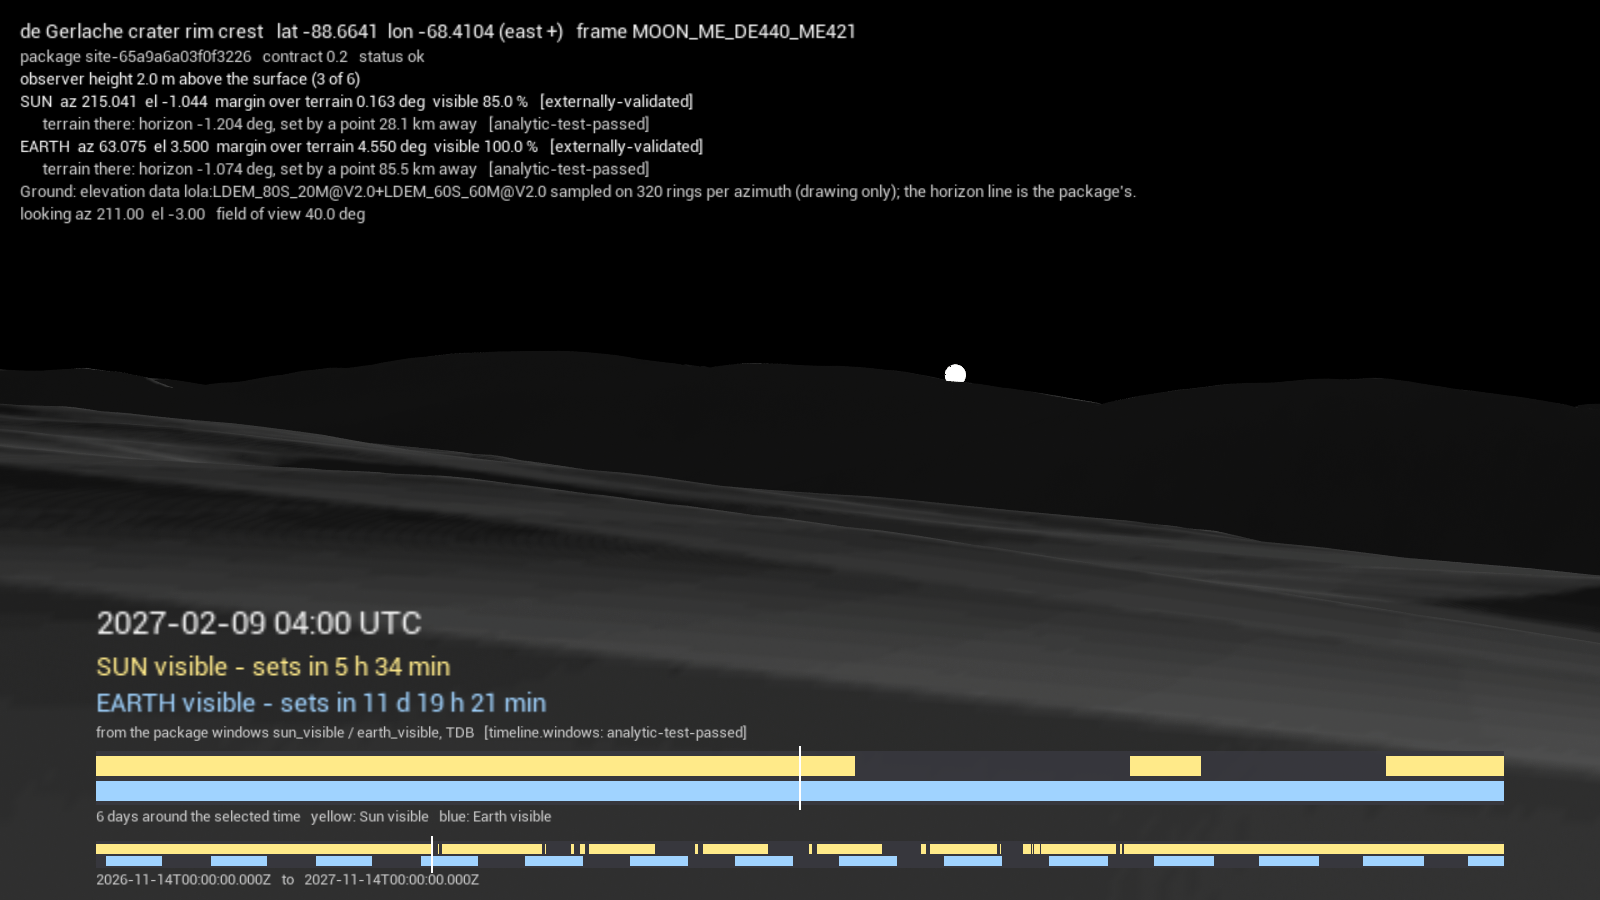 de Gerlache crater rim crest   lat -88.6641  lon -68.4104 (east +)   frame MOON_ME_DE440_ME421
package site-65a9a6a03f0f3226   contract 0.2   status ok
observer height 2.0 m above the surface (3 of 6)
SUN  az 215.041  el -1.044  margin over terrain 0.163 deg  visible 85.0 %   [externally-validated]
terrain there: horizon -1.204 deg, set by a point 28.1 km away   [analytic-test-passed]
EARTH  az 63.075  el 3.500  margin over terrain 4.550 deg  visible 100.0 %   [externally-validated]
terrain there: horizon -1.074 deg, set by a point 85.5 km away   [analytic-test-passed]
Ground: elevation data lola:LDEM_80S_20M@V2.0+LDEM_60S_60M@V2.0 sampled on 320 rings per azimuth (drawing only); the horizon line is the package's.
looking az 211.00  el -3.00   field of view 40.0 deg
2027-02-09 04:00 UTC
SUN visible - sets in 5 h 34 min
EARTH visible - sets in 11 d 19 h 21 min
from the package windows sun_visible / earth_visible, TDB   [timeline.windows: analytic-test-passed]
6 days around the selected time   yellow: Sun visible   blue: Earth visible
2026-11-14T00:00:00.000Z   to   2027-11-14T00:00:00.000Z